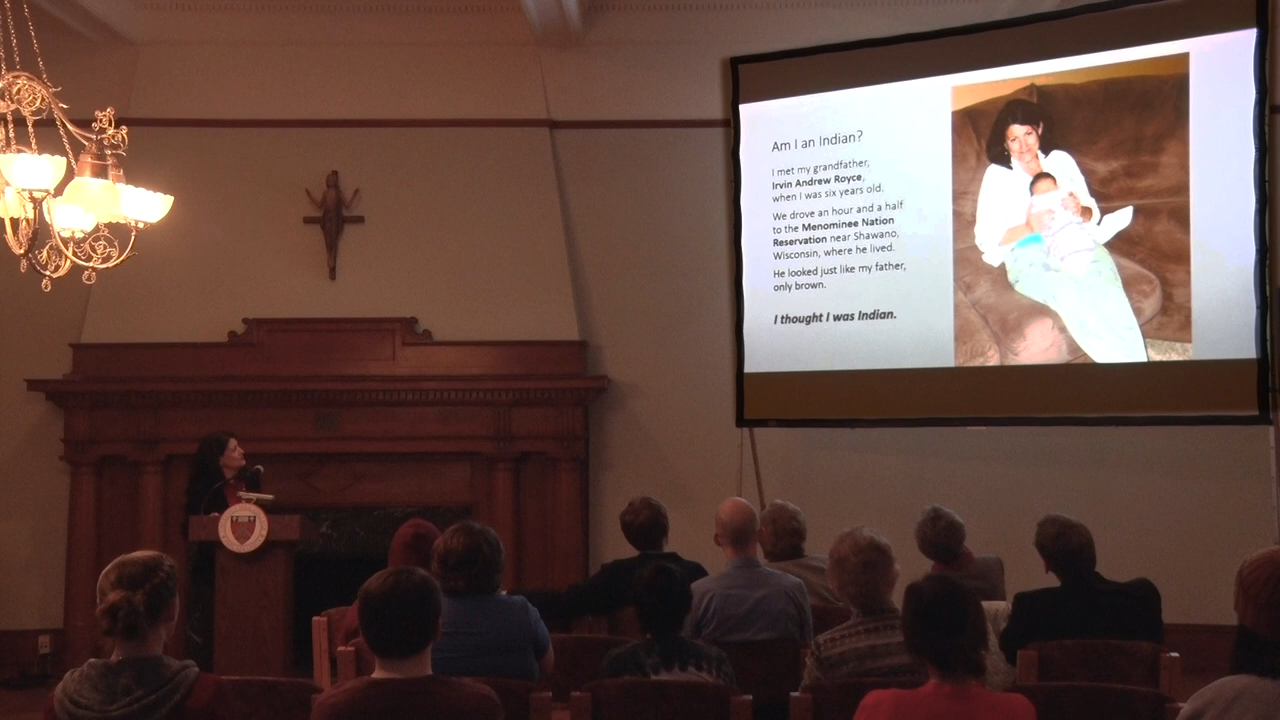 Am I an Indian?
I met my grandfather,
Irvin Andrew Royce,
when I was six years old.
We drove an hour and a half
to the Menominee Nation
Reservation near Shawano,
Wisconsin, where he lived.
He looked just like my father,
only brown.
I thought I was Indian.